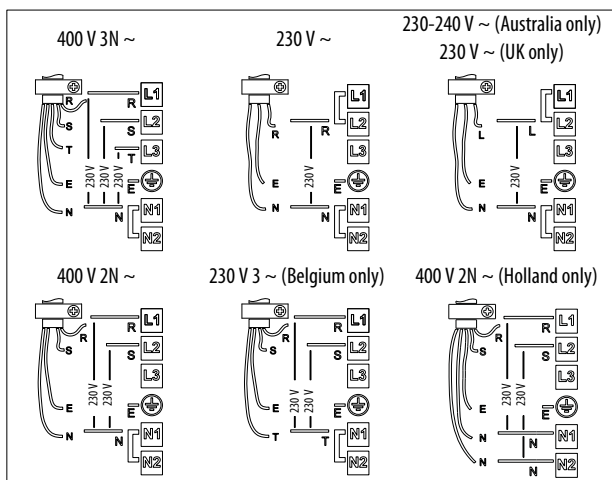 400 V 3N ~
R
S
T
E
N
R
S
T
E
N
230 V
230 V
230 V
L1
L2
L3
N1
N2
230 V ~
R
E
N
R
E
N
230 V
L1
L2
L3
N1
N2
230-240 V ~ (Australia only)
230 V ~ (UK only)
L
E
N
L
E
N
230 V
L1
L2
L3
N1
N2
400 V 2N ~
R
S
E
N
R
S
E
N
230 V
230 V
L1
L2
L3
N1
N2
230 V 3 ~ (Belgium only)
R
S
E
T
R
S
E
T
230 V
230 V
L1
L2
L3
N1
N2
400 V 2N ~ (Holland only)
R
S
E
N
N
R
S
E
N
N
230 V
230 V
L1
L2
L3
N1
N2